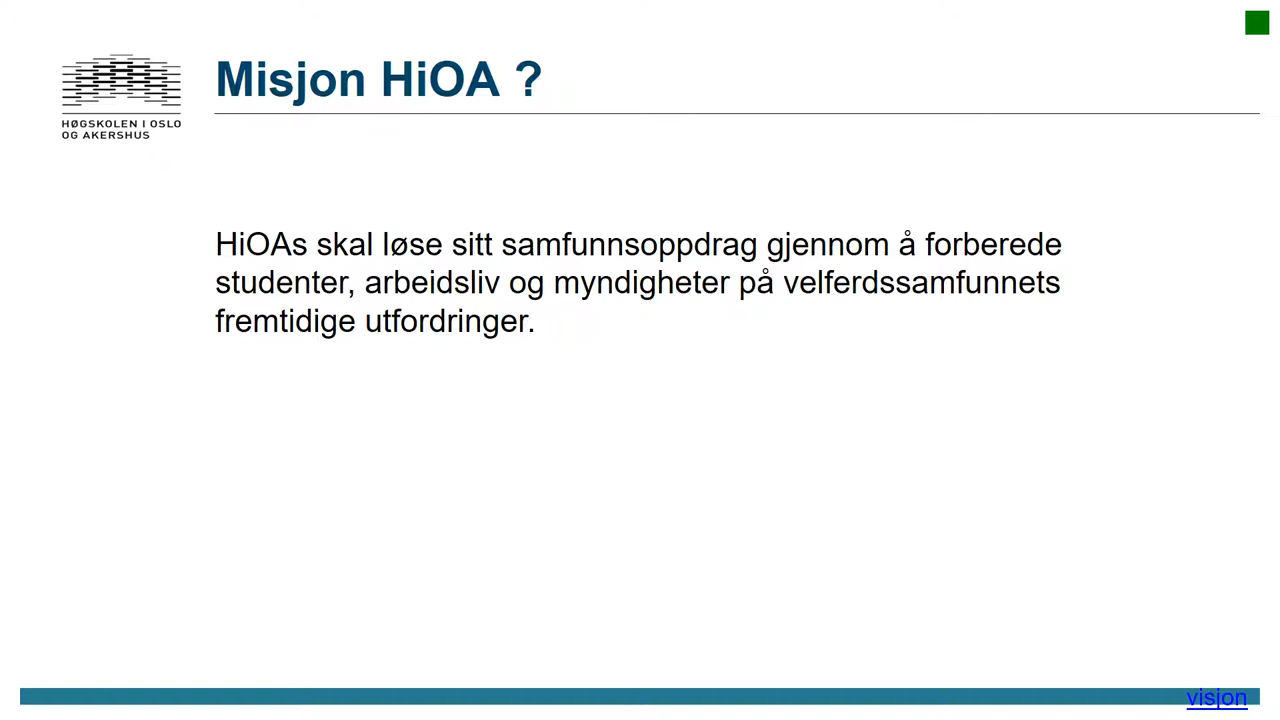 Misjon HiOA ?
HØGSKOLEN I OSLO
OG AKERSHUS
HiOAs skal løse sitt samfunnsoppdrag gjennom å forberede
studenter, arbeidsliv og myndigheter på velferdssamfunnets
fremtidige utfordringer.
visjon